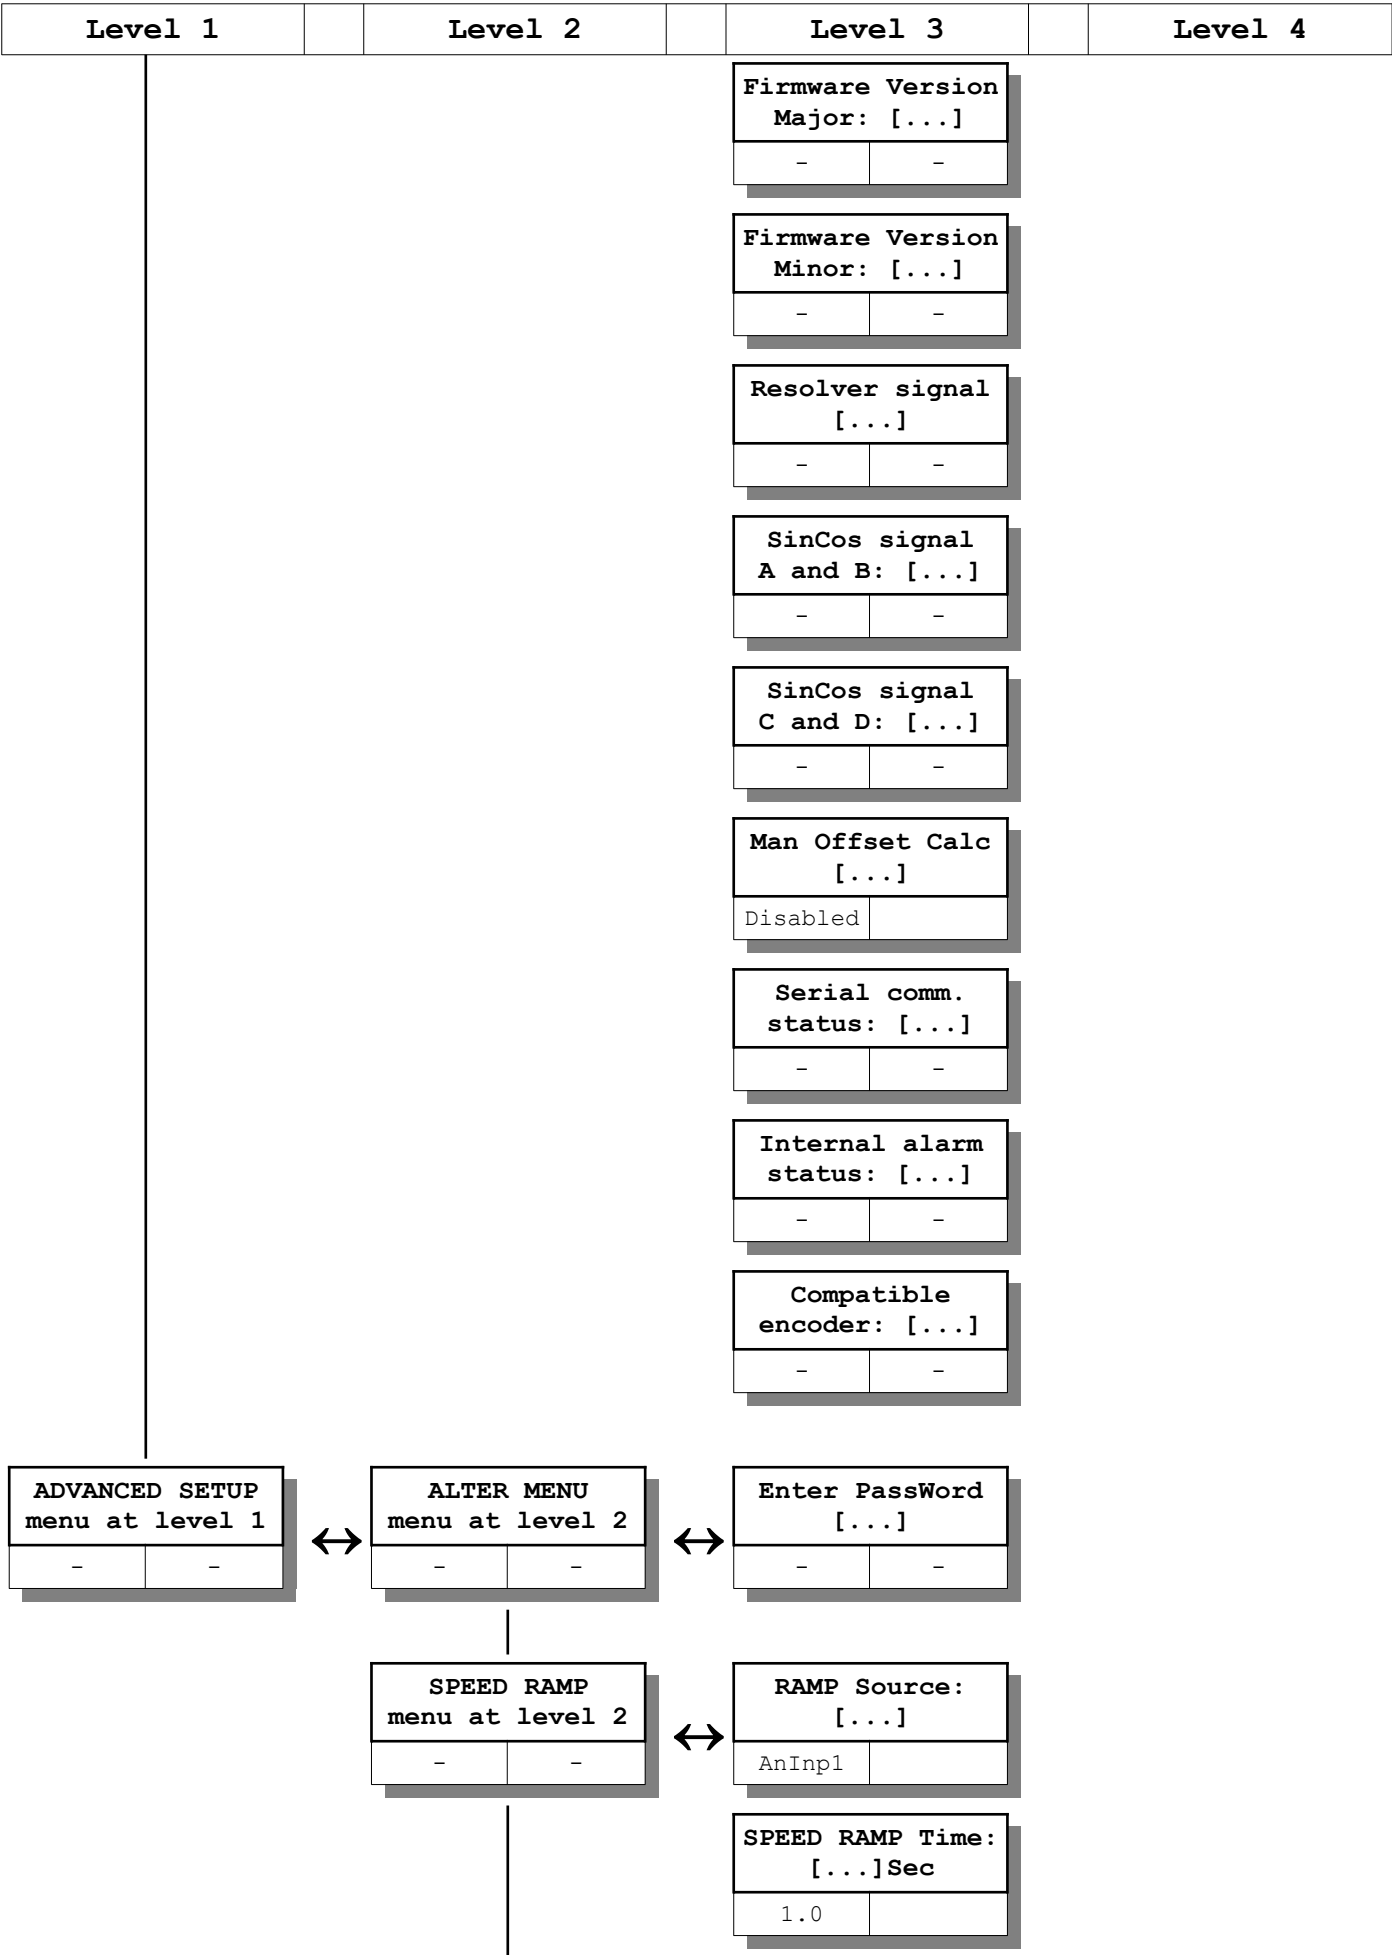 Level 1 Level 2 Level 3 Level 4
Firmware Version
Major: [...]
- -
Firmware Version
Minor: [...]
- -
Resolver signal
[...]
- -
SinCos signal
A and B: [...]
- -
SinCos signal
C and D: [...]
- -
Man Offset Calc
[...]
Disabled
Serial comm.
status: [...]
- -
Internal alarm
status: [...]
- -
Compatible
encoder: [...]
- -
ADVANCED SETUP
menu at level 1
- -
ALTER MENU
menu at level 2
- -
Enter PassWord
[...]
- -
SPEED RAMP
menu at level 2
- -
RAMP Source:
[...]
AnInp1
SPEED RAMP Time:
[...]Sec
1.0